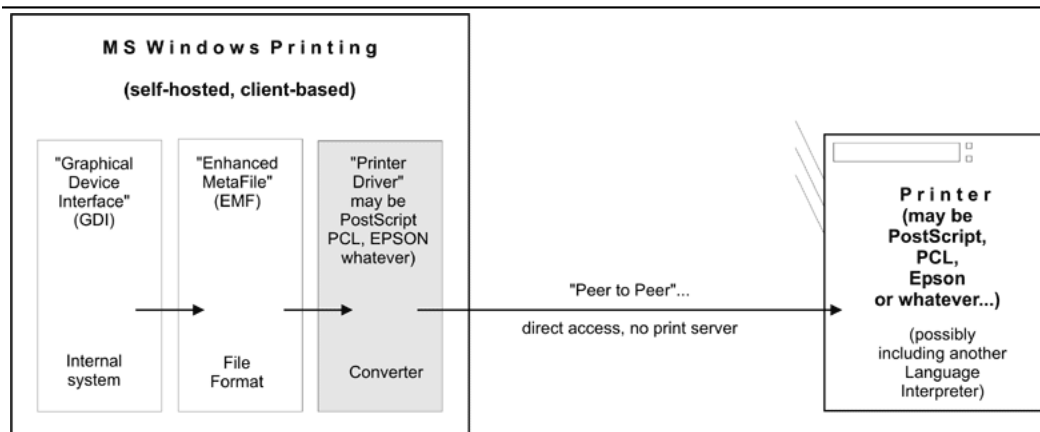 MS Windows Printing
(self-hosted, client-based)
"Graphical
Device
Interface"
(GDI)
Internal
system
"Enhanced
MetaFile"
(EMF)
File
Format
"Printer
Driver"
may be
PostScript
PCL, EPSON
whatever)
Converter
"Peer to Peer"...
direct access, no print server
Printer
(may be
PostScript,
PCL,
Epson
or whatever...)
(possibly
including another
Language
Interpreter)